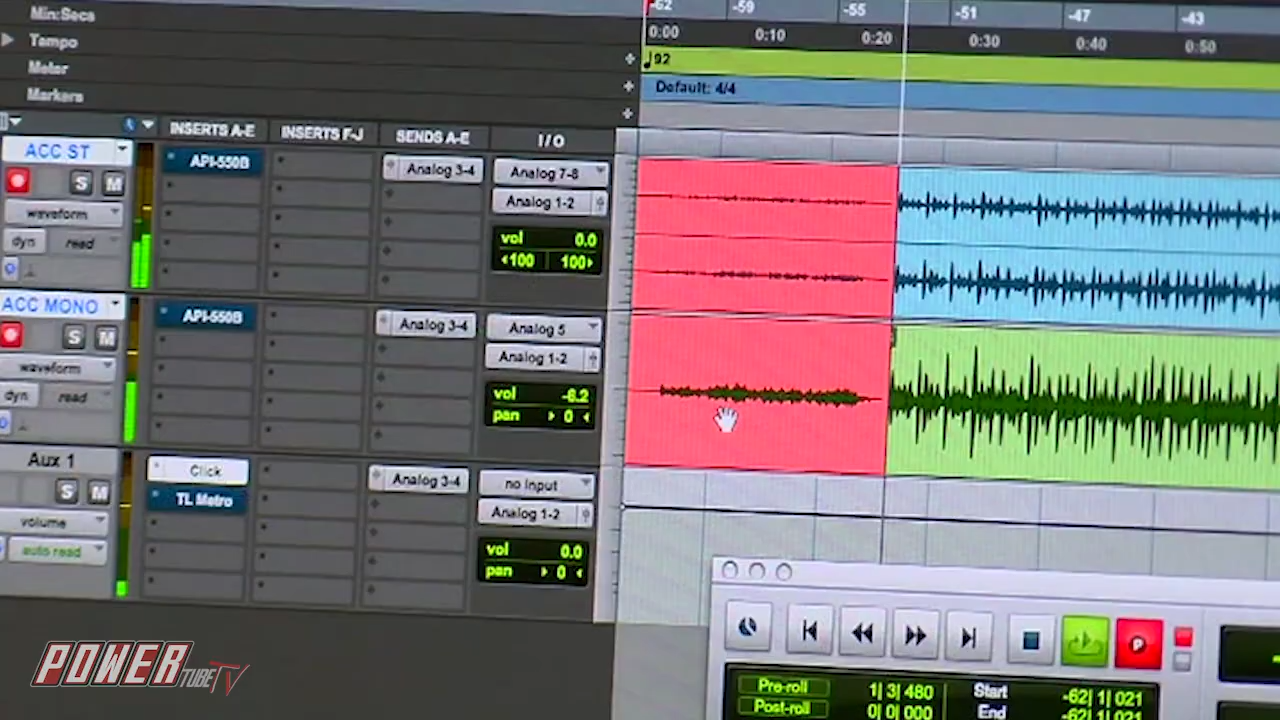 Min:Secs
Tempo
Meter
Markers
-62 -59 -55 -51 -47 -43
0:00 0:10 0:20 0:30 0:40 0:50
92
Default: 4/4
INSERTS A-E INSERTS F-J SENDS A-E I/O
ACC ST
API-550B
Analog 3-4
Analog 7-8
S M
Analog 1-2
waveform
dyn read
vol 0.0
100 100
ACC MONO
API-550B
Analog 3-4
Analog 5
S M
Analog 1-2
waveform
dyn read
vol -6.2
pan 0
Aux 1
Click
Analog 3-4
no input
S M
TL Metro
Analog 1-2
volume
auto read
vol 0.0
pan 0
P
Pre-roll 1| 3| 480 Start -62| 1| 021
Post-roll 0| 0| 000 End -62| 1| 021
POWER TUBE TV